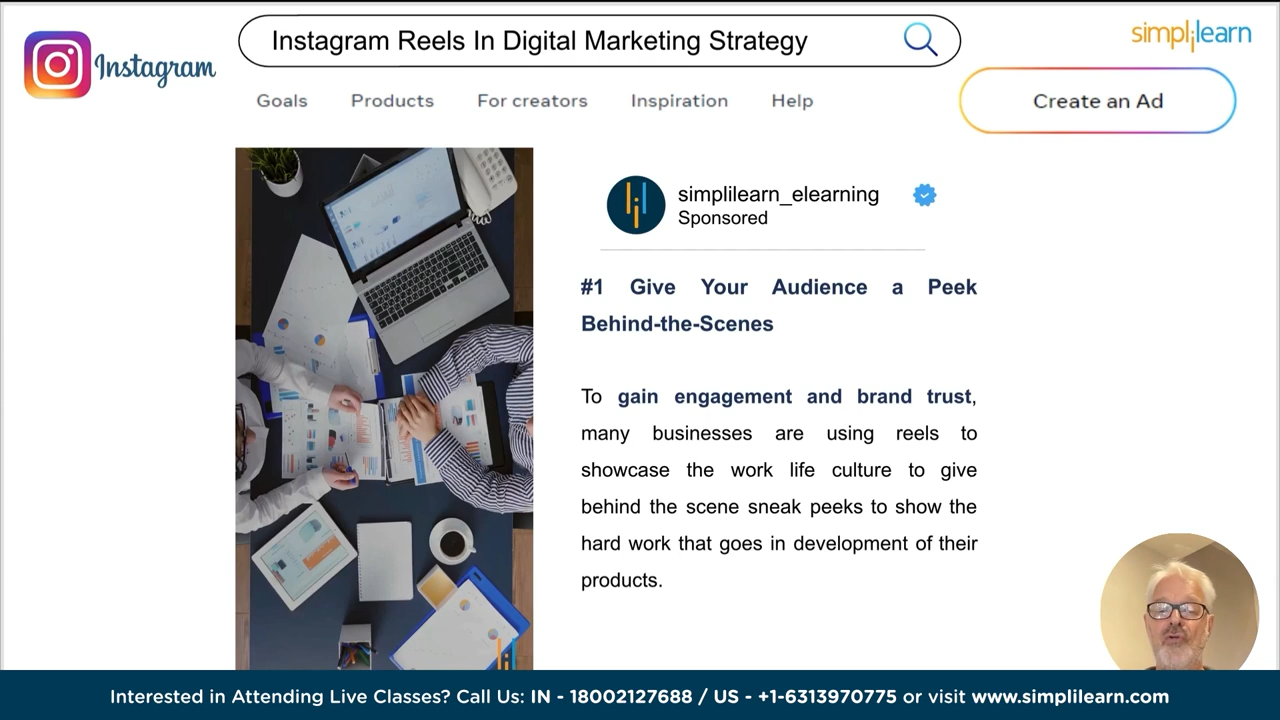 Instagram
Instagram Reels In Digital Marketing Strategy
simplilearn
Goals Products For creators Inspiration Help
Create an Ad
simplilearn_elearning
Sponsored
#1 Give Your Audience a Peek
Behind-the-Scenes
To gain engagement and brand trust,
many businesses are using reels to
showcase the work life culture to give
behind the scene sneak peeks to show the
hard work that goes in development of their
products.
Interested in Attending Live Classes? Call Us: IN - 18002127688 / US - +1-6313970775 or visit www.simplilearn.com